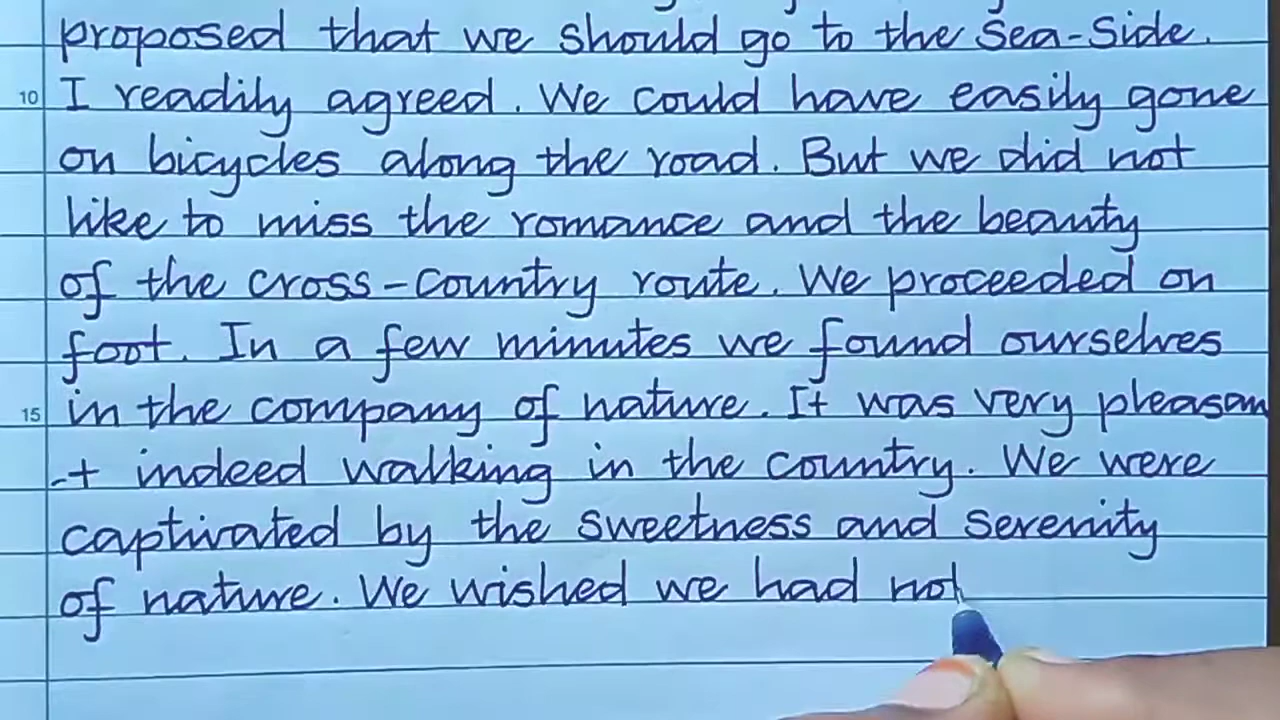 proposed that we should go to the Sea-Side.
10 I readily agreed. We could have easily gone
on bicycles along the road. But we did not
like to miss the romance and the beauty
of the cross-country route. We proceeded on
foot. In a few minutes we found ourselves
15 in the company of nature. It was very pleasan
-t indeed walking in the country. We were
captivated by the sweetness and serenity
of nature. We wished we had not